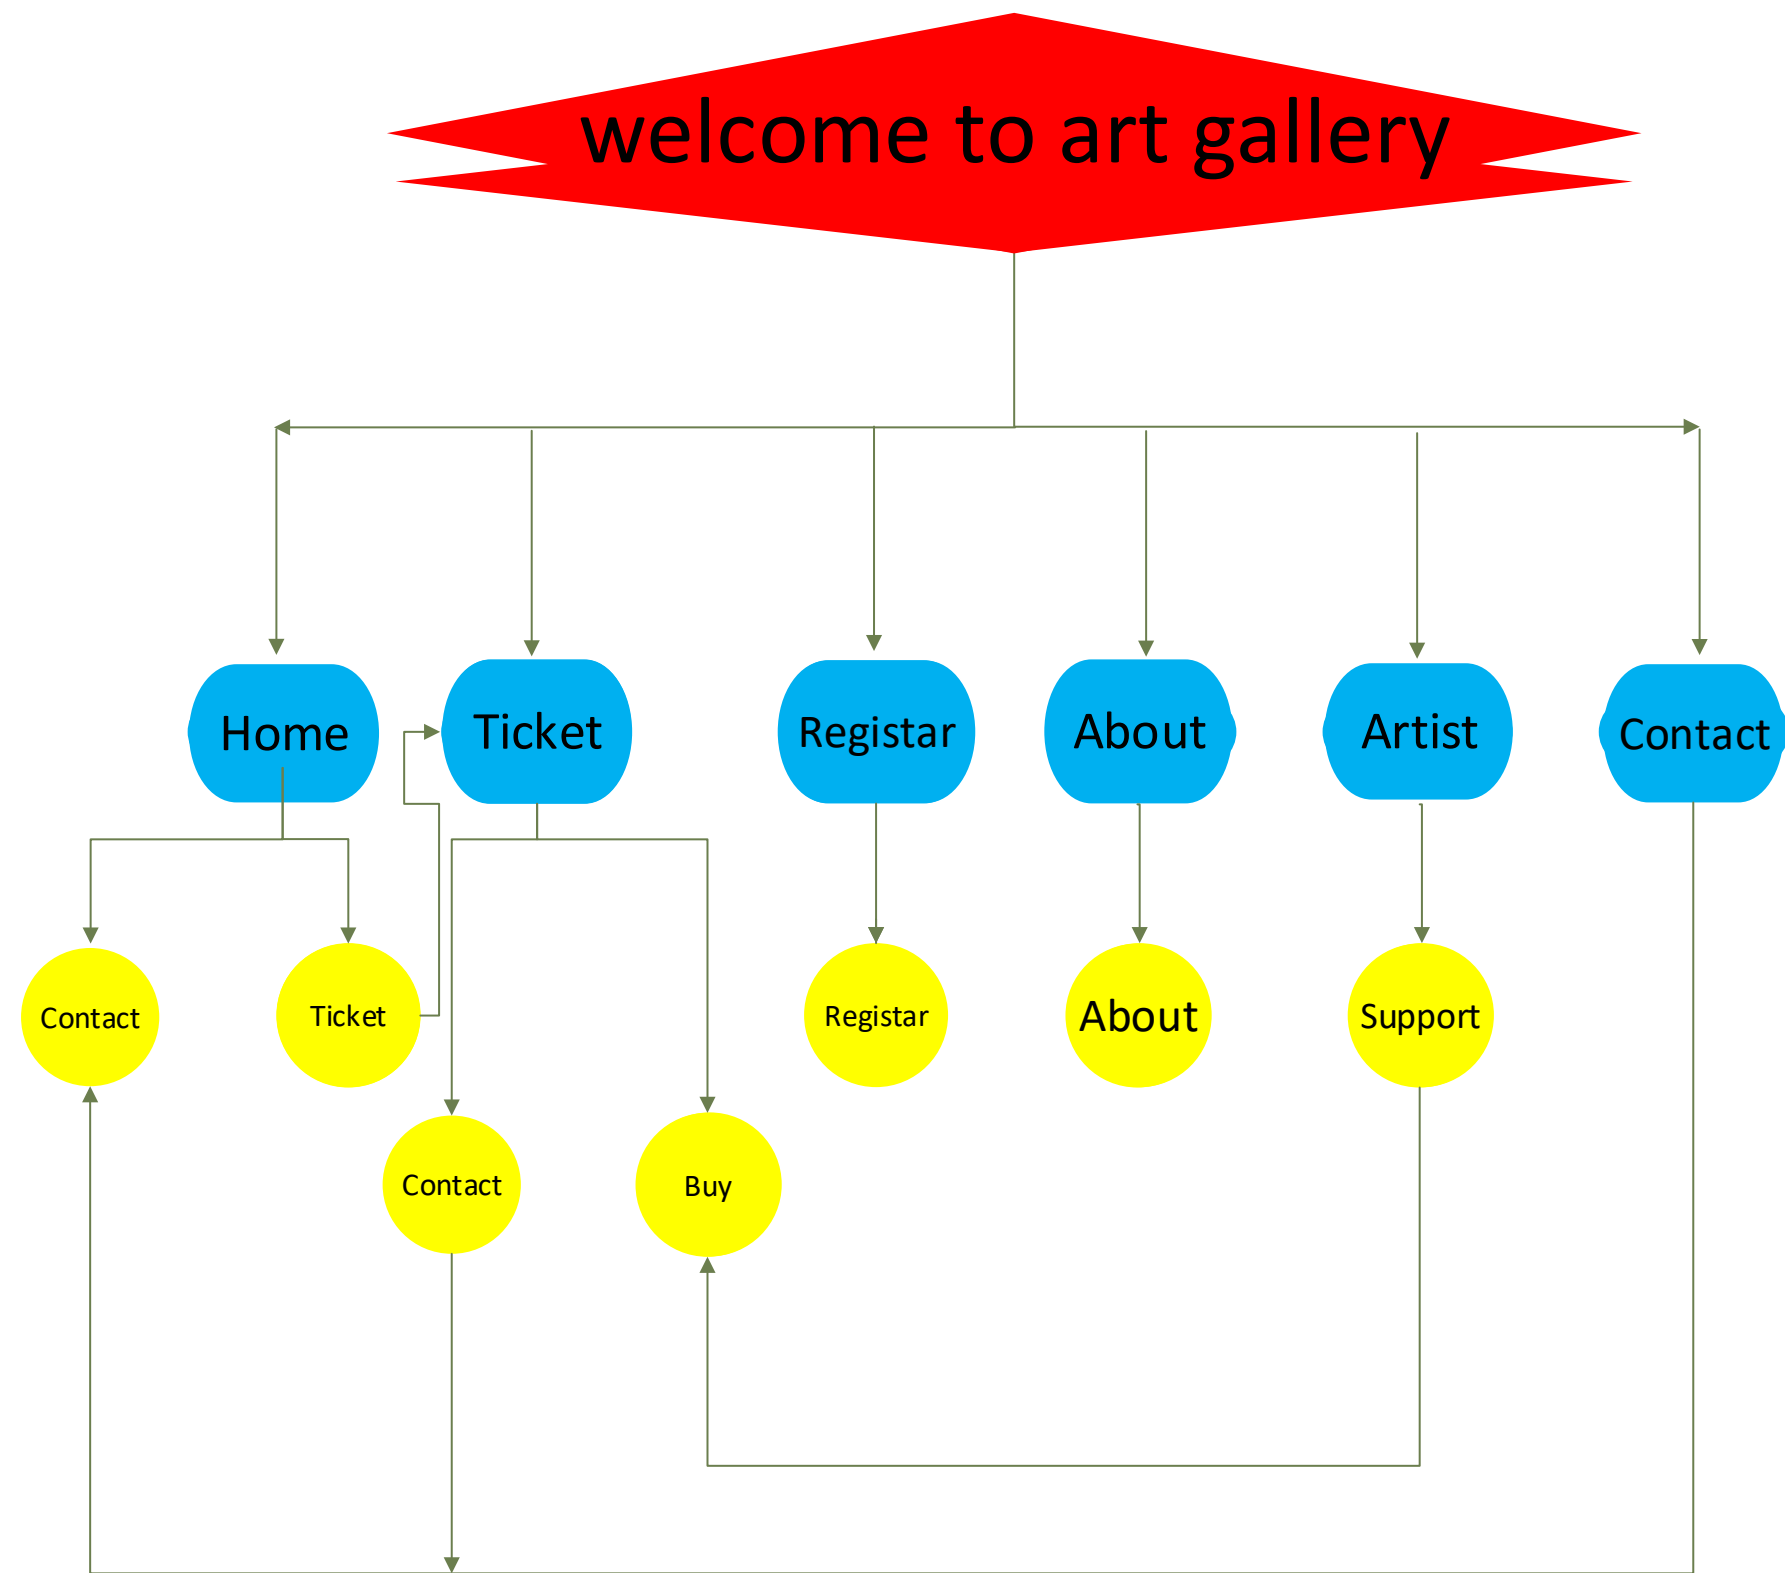 welcome to art gallery
Home
Ticket
Registar
About
Artist
Contact
Contact
Ticket
Registar
About
Support
Contact
Buy